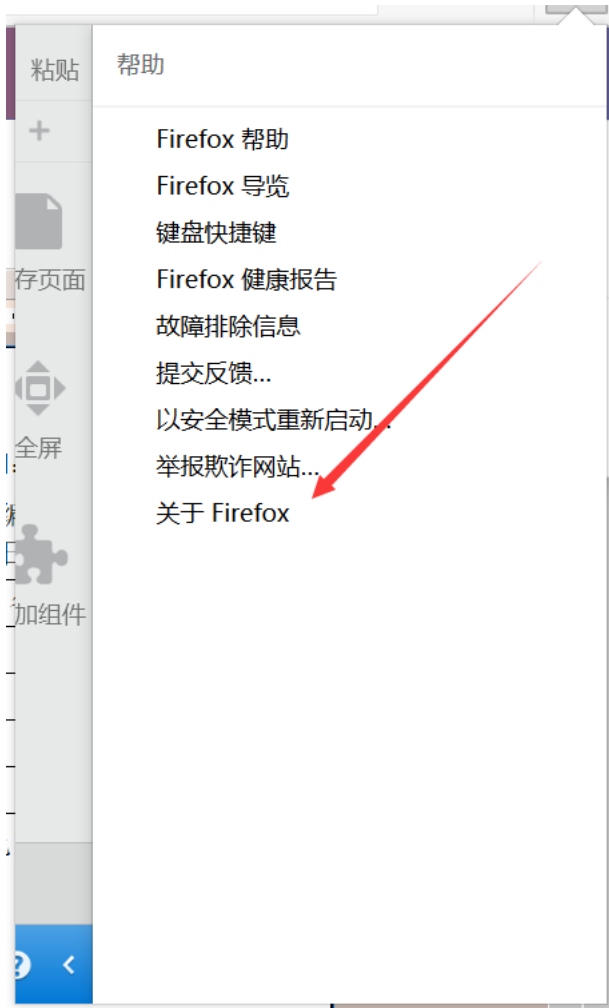 粘贴
帮助
Firefox 帮助
Firefox 导览
键盘快捷键
Firefox 健康报告
存页面
故障排除信息
提交反馈...
以安全模式重新启动...
全屏
举报欺诈网站...
关于 Firefox
加组件